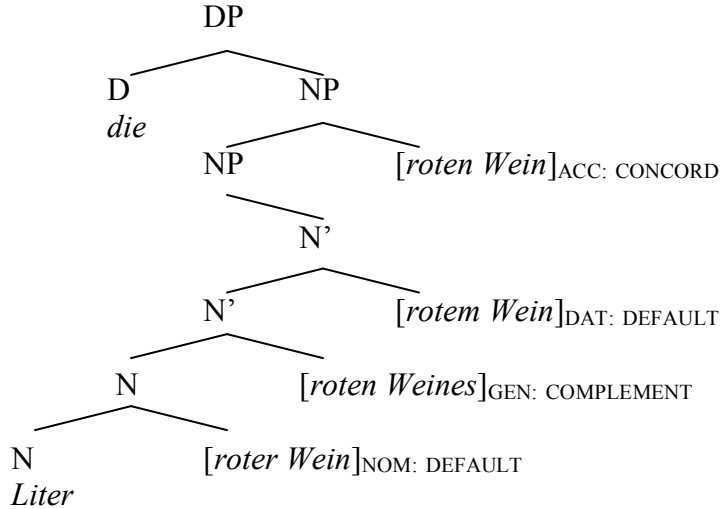 DP
D NP
die
NP [roten Wein]ACC: CONCORD
N’
N’ [rotem Wein]DAT: DEFAULT
N [roten Weines]GEN: COMPLEMENT
N [roter Wein]NOM: DEFAULT
Liter